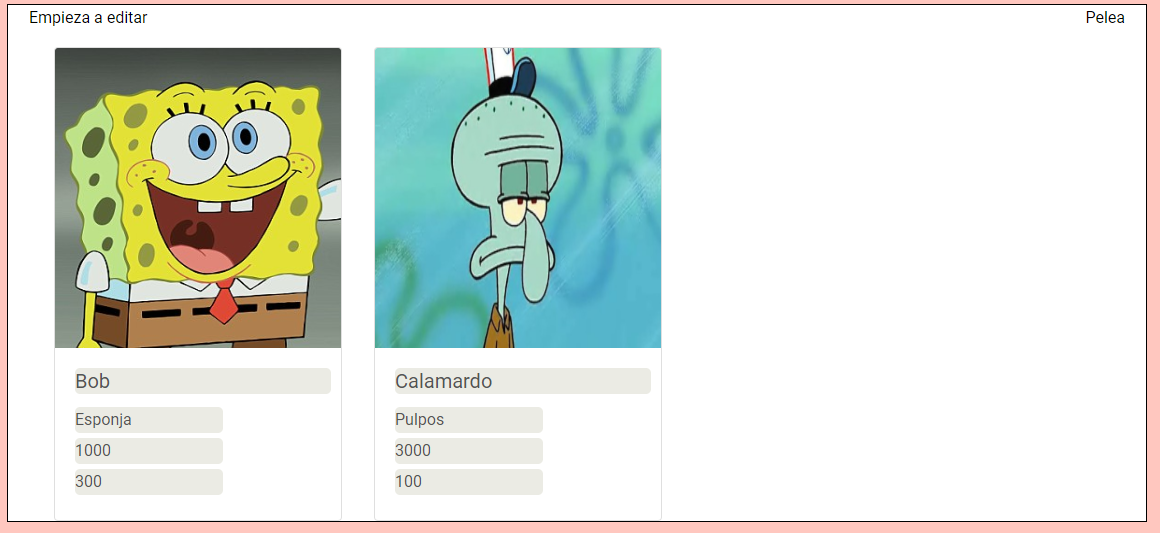 Empieza a editar
Pelea
Bob
Esponja
1000
300
Calamardo
Pulpos
3000
100